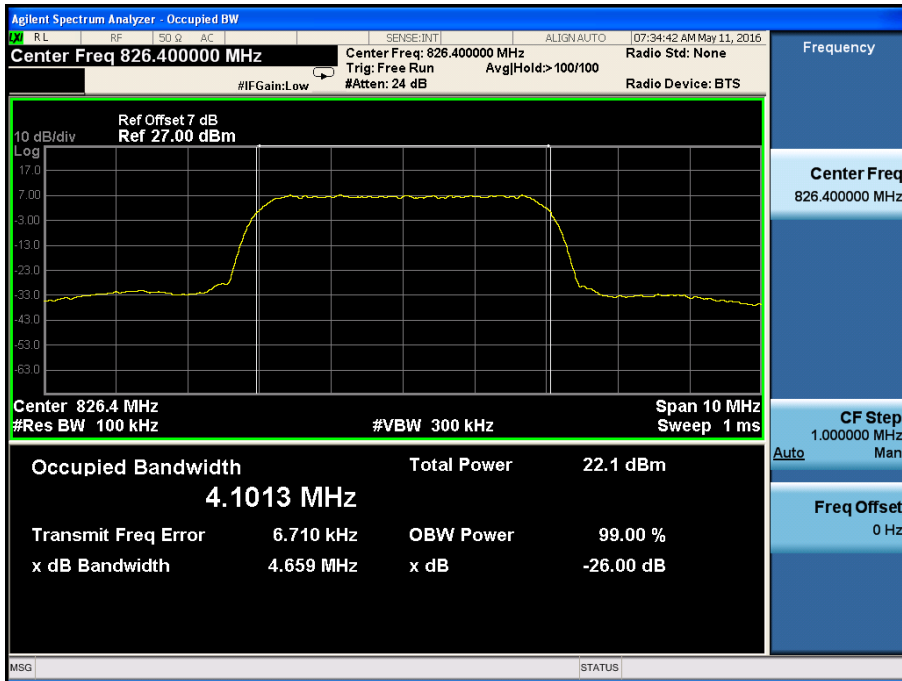 Agilent Spectrum Analyzer - Occupied BW
LXI RL RF 50 Ω AC SENSE:INT ALIGN AUTO 07:34:42 AM May 11, 2016
Center Freq 826.400000 MHz
Center Freq: 826.400000 MHz
Radio Std: None
Trig: Free Run Avg|Hold:>100/100
#IFGain:Low
#Atten: 24 dB
Radio Device: BTS
Ref Offset 7 dB
10 dB/div Ref 27.00 dBm
Log
17.0
7.00
-3.00
-13.0
-23.0
-33.0
-43.0
-53.0
-63.0
Center 826.4 MHz
Span 10 MHz
#Res BW 100 kHz
#VBW 300 kHz
Sweep 1 ms
Occupied Bandwidth
4.1013 MHz
Total Power 22.1 dBm
Transmit Freq Error 6.710 kHz
OBW Power 99.00 %
x dB Bandwidth 4.659 MHz
x dB -26.00 dB
MSG
STATUS
Frequency
Center Freq
826.400000 MHz
CF Step
1.000000 MHz
Auto Man
Freq Offset
0 Hz